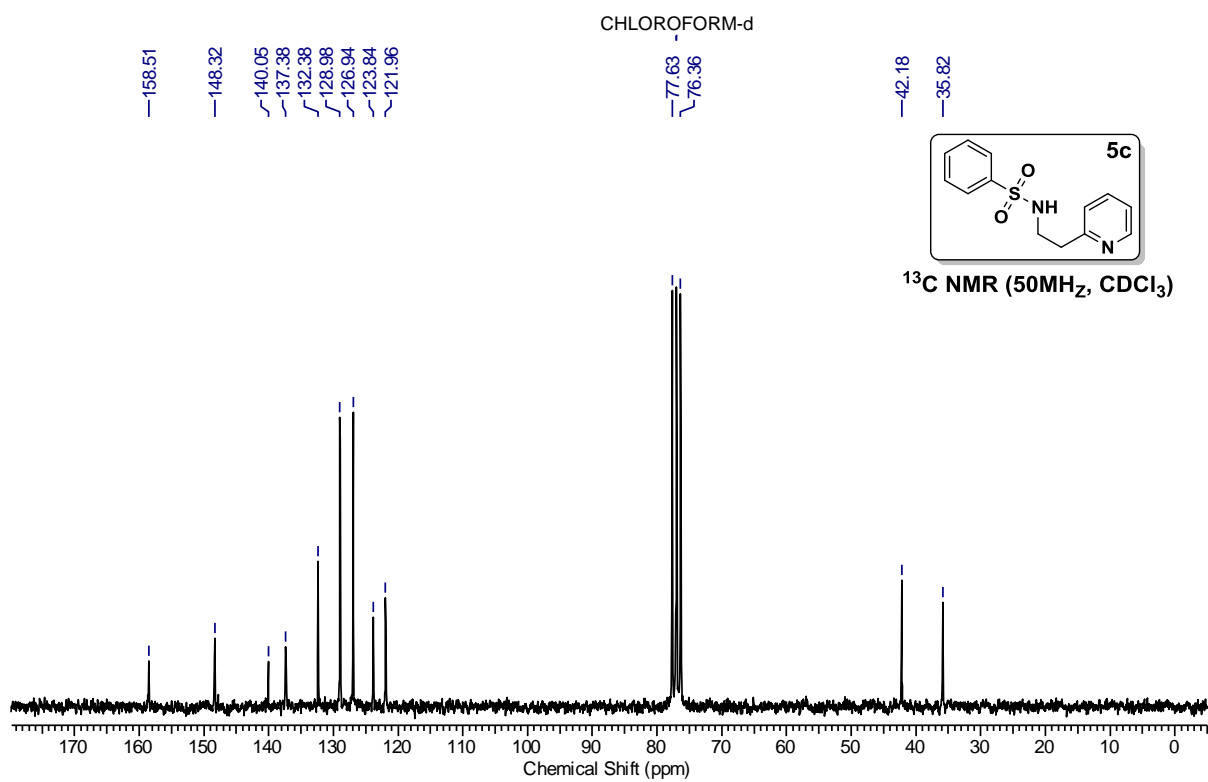 CHLOROFORM-d
158.51
148.32
140.05
137.38
132.38
128.98
126.94
123.84
121.96
77.63
76.36
42.18
35.82
5c
O
S
NH
O
N
¹³C NMR (50MHZ, CDCl₃)
170 160 150 140 130 120 110 100 90 80 70 60 50 40 30 20 10 0
Chemical Shift (ppm)